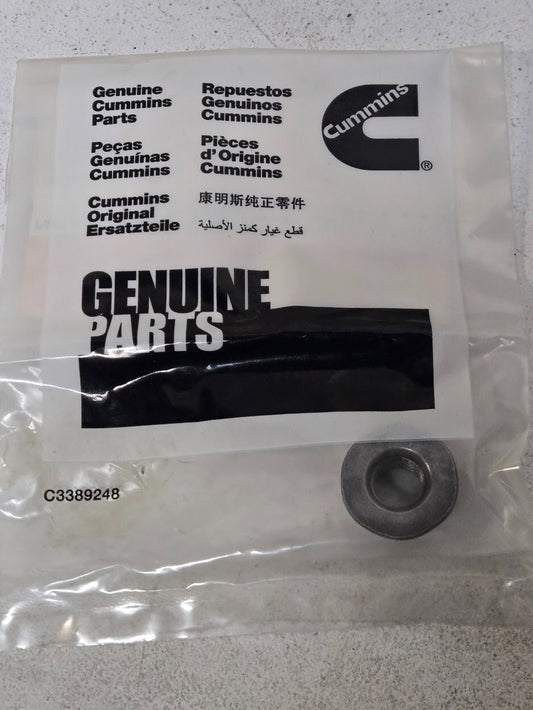 Genuine
Cummins
Parts
Repuestos
Genuinos
Cummins
Cummins
®
Peças
Genuínas
Cummins
Pièces
d'Origine
Cummins
Cummins
Original
Ersatzteile
康明斯纯正零件
قطع غيار كمنز الأصلية
GENUINE
PARTS
C3389248